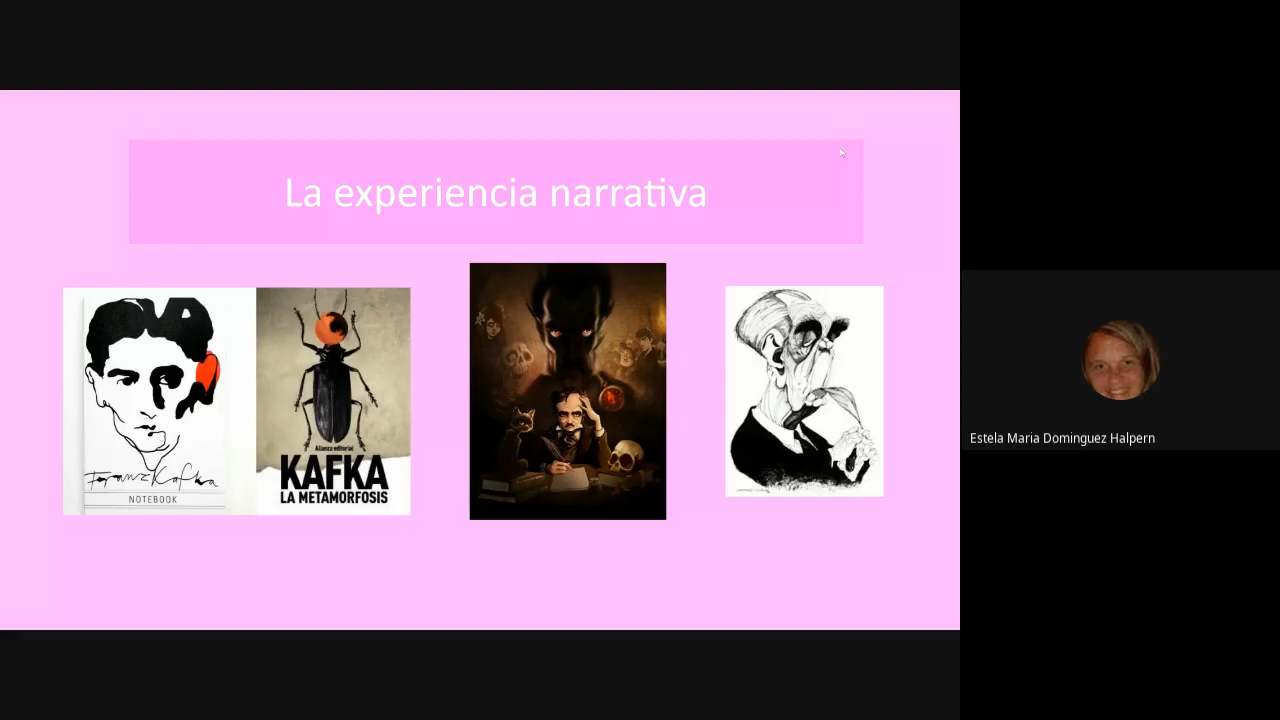 La experiencia narrativa
Franz Kafka
NOTEBOOK
Alianza editorial
KAFKA
LA METAMORFOSIS
Estela Maria Dominguez Halpern